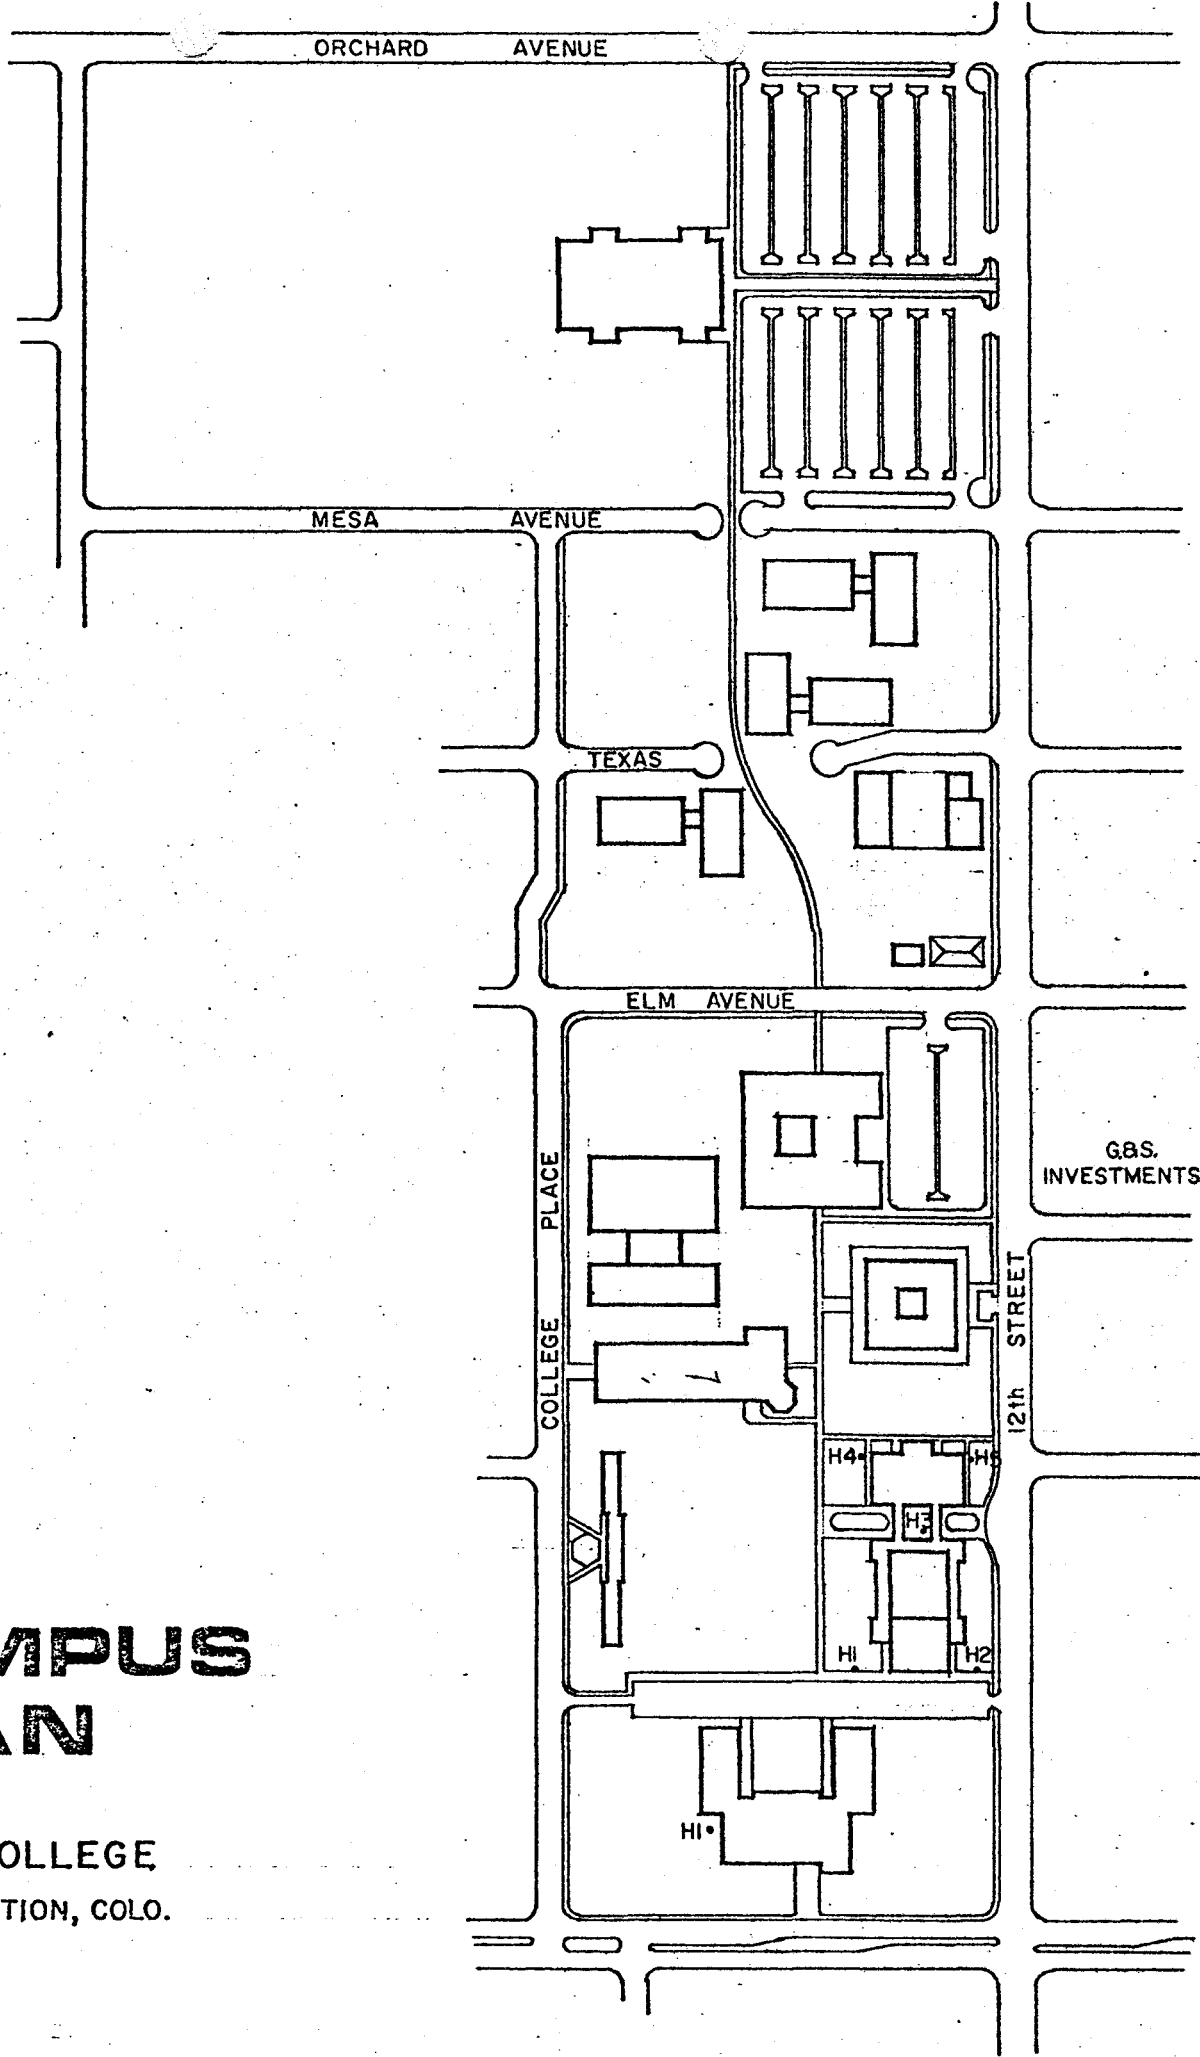 ORCHARD AVENUE
MESA AVENUE
TEXAS
ELM AVENUE
COLLEGE PLACE
G.&S.
INVESTMENTS
12th STREET
7
H4
H5
H3
H1
H2
H1
MPUS
AN
OLLEGE
TION, COLO.